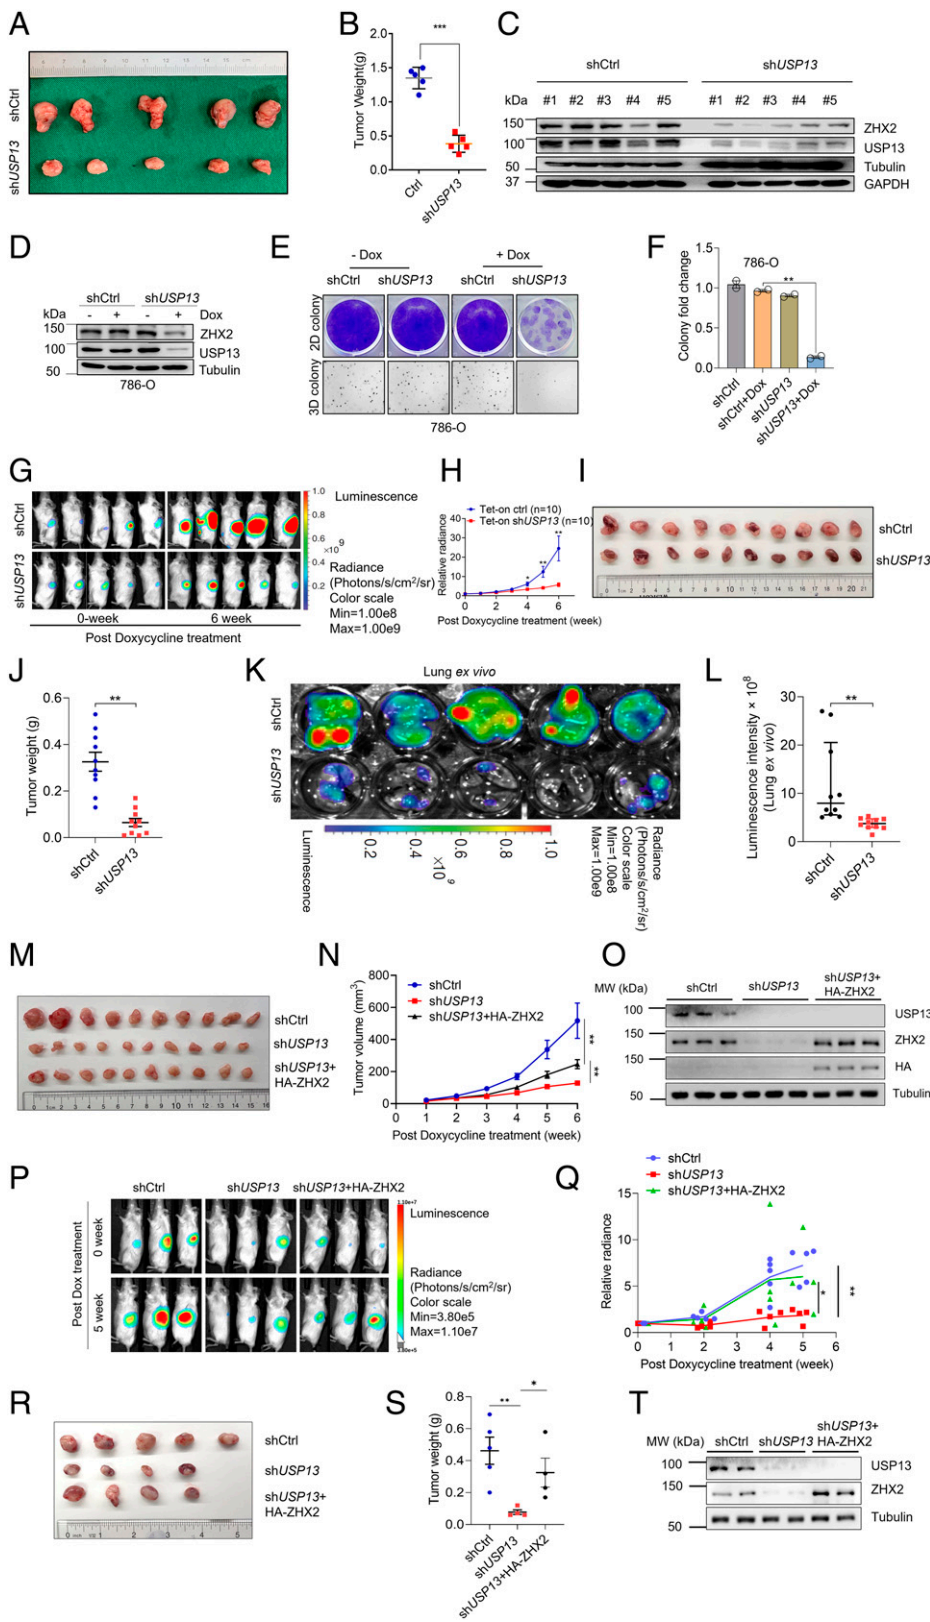 A
shCtrl
shUSP13
B
Tumor Weight(g)
2.0
1.5
1.0
0.5
0.0
***
Ctrl
shUSP13
C
shCtrl
shUSP13
kDa
#1 #2 #3 #4 #5
#1 #2 #3 #4 #5
150
100
50
37
ZHX2
USP13
Tubulin
GAPDH
D
shCtrl
shUSP13
kDa
- + - + Dox
150
100
50
ZHX2
USP13
Tubulin
786-O
E
- Dox
+ Dox
shCtrl shUSP13 shCtrl shUSP13
2D colony
3D colony
786-O
F
Colony fold change
1.5
1.0
0.5
0.0
786-O
**
shCtrl
shCtrl+Dox
shUSP13
shUSP13+Dox
G
shCtrl
shUSP13
0-week
6 week
Post Doxycycline treatment
1.0
0.8
0.6
0.4
0.2
×10⁹
Luminescence
Radiance
(Photons/s/cm²/sr)
Color scale
Min=1.00e8
Max=1.00e9
H
Tet-on ctrl (n=10)
Tet-on shUSP13 (n=10)
Relative radiance
40
30
20
10
0
* ** **
0 2 4 6
Post Doxycycline treatment (week)
I
shCtrl
shUSP13
J
Tumor weight (g)
0.6
0.4
0.2
0.0
**
shCtrl
shUSP13
K
Lung ex vivo
shCtrl
shUSP13
Luminescence
0.2
0.4
0.6
0.8
1.0
×10⁹
Radiance
(Photons/s/cm²/sr)
Color scale
Min=1.00e8
Max=1.00e9
L
Luminescence intensity × 10⁸
(Lung ex vivo)
30
20
10
0
**
shCtrl
shUSP13
M
shCtrl
shUSP13
shUSP13+
HA-ZHX2
N
shCtrl
shUSP13
shUSP13+HA-ZHX2
Tumor volume (mm³)
800
600
400
200
0
**
**
0 1 2 3 4 5 6
Post Doxycycline treatment (week)
O
MW (kDa)
shCtrl
shUSP13
shUSP13+
HA-ZHX2
100
150
150
50
USP13
ZHX2
HA
Tubulin
P
shCtrl
shUSP13
shUSP13+HA-ZHX2
Post Dox treatment
0 week
5 week
1.10e+7
Luminescence
Radiance
(Photons/s/cm²/sr)
Color scale
Min=3.80e5
Max=1.10e7
Q
shCtrl
shUSP13
shUSP13+HA-ZHX2
Relative radiance
15
10
5
0
*
**
0 1 2 3 4 5 6
Post Doxycycline treatment (week)
R
shCtrl
shUSP13
shUSP13+
HA-ZHX2
S
Tumor weight (g)
0.8
0.6
0.4
0.2
0.0
**
*
shCtrl
shUSP13
shUSP13+HA-ZHX2
T
MW (kDa)
shCtrl
shUSP13
shUSP13+
HA-ZHX2
100
150
50
USP13
ZHX2
Tubulin